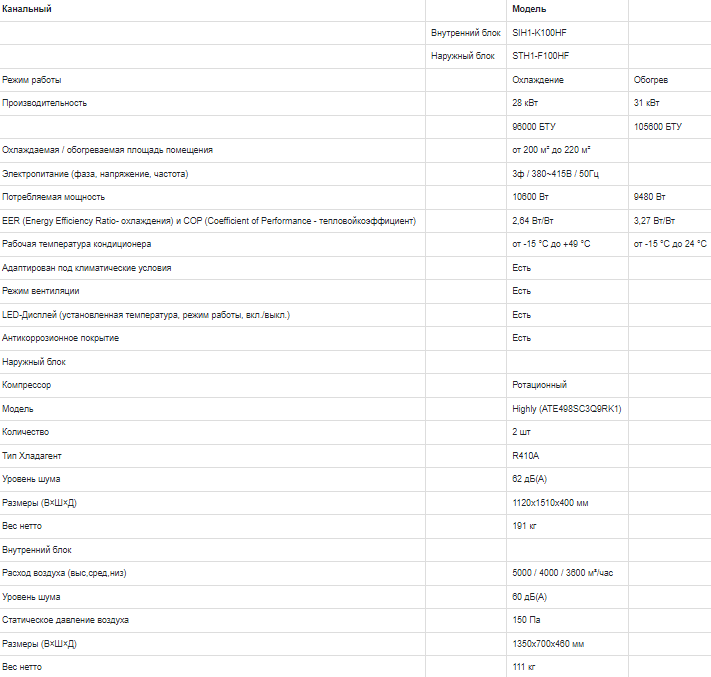 Канальный Модель
Внутренний блок SIH1-K100HF
Наружный блок STH1-F100HF
Режим работы Охлаждение Обогрев
Производительность 28 кВт 31 кВт
96000 БТУ 105600 БТУ
Охлаждаемая / обогреваемая площадь помещения от 200 м² до 220 м²
Электропитание (фаза, напряжение, частота) 3ф / 380~415В / 50Гц
Потребляемая мощность 10600 Вт 9480 Вт
EER (Energy Efficiency Ratio- охлаждения) и COP (Coefficient of Performance - тепловойкоэффициент) 2,64 Вт/Вт 3,27 Вт/Вт
Рабочая температура кондиционера от -15 °C до +49 °C от -15 °C до 24 °C
Адаптирован под климатические условия Есть
Режим вентиляции Есть
LED-Дисплей (установленная температура, режим работы, вкл./выкл.) Есть
Антикоррозионное покрытие Есть
Наружный блок
Компрессор Ротационный
Модель Highly (ATE498SC3Q9RK1)
Количество 2 шт
Тип Хладагент R410A
Уровень шума 62 дБ(A)
Размеры (В×Ш×Д) 1120x1510x400 мм
Вес нетто 191 кг
Внутренний блок
Расход воздуха (выс,сред,низ) 5000 / 4000 / 3600 м³/час
Уровень шума 60 дБ(A)
Статическое давление воздуха 150 Па
Размеры (В×Ш×Д) 1350x700x460 мм
Вес нетто 111 кг